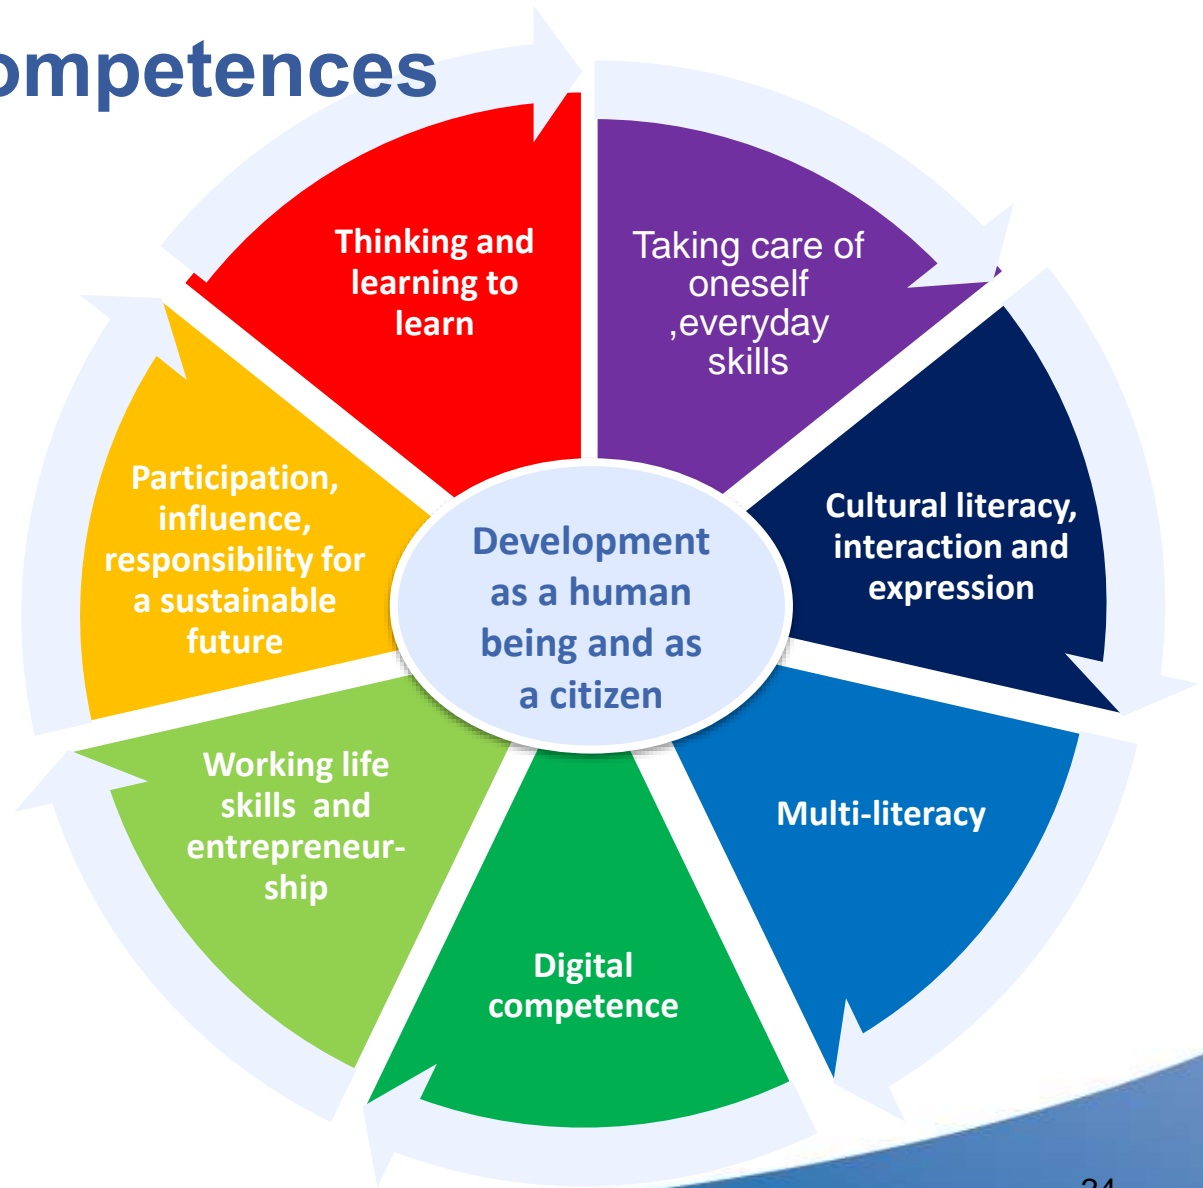 ompetences
Thinking and
learning to
learn
Taking care of
oneself
,everyday
skills
Cultural literacy,
interaction and
expression
Multi-literacy
Digital
competence
Working life
skills and
entrepreneur-
ship
Participation,
influence,
responsibility for
a sustainable
future
Development
as a human
being and as
a citizen